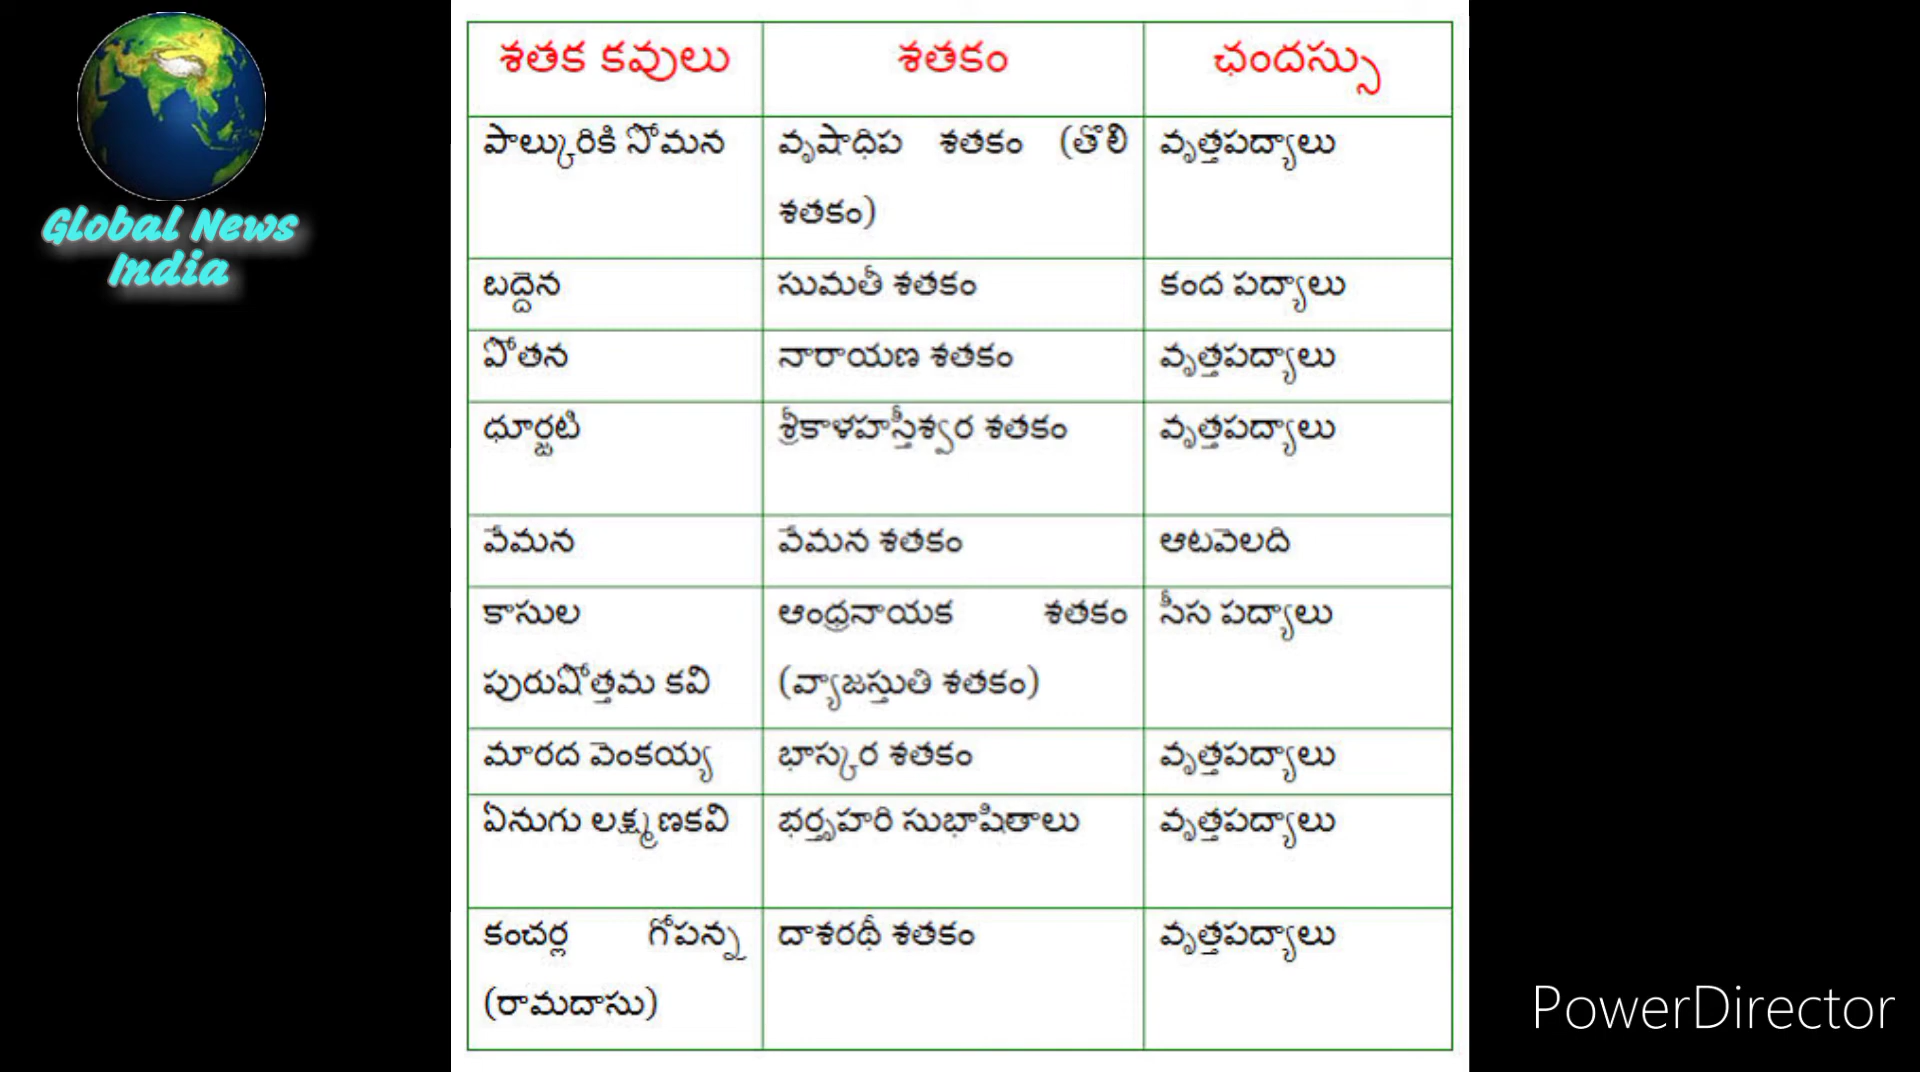 Global News
India
శతక కవులు శతకం ఛందస్సు
పాల్కురికి సోమన వృషాధిప శతకం (తొలి వృత్తపద్యాలు
శతకం)
బద్దెన సుమతీ శతకం కంద పద్యాలు
పోతన నారాయణ శతకం వృత్తపద్యాలు
ధూర్జటి శ్రీకాళహస్తీశ్వర శతకం వృత్తపద్యాలు
వేమన వేమన శతకం ఆటవెలది
కాసుల ఆంధ్రనాయక శతకం సీస పద్యాలు
పురుషోత్తమ కవి (వ్యాజస్తుతి శతకం)
మారద వెంకయ్య భాస్కర శతకం వృత్తపద్యాలు
ఏనుగు లక్ష్మణకవి భర్తృహరి సుభాషితాలు వృత్తపద్యాలు
కంచర్ల గోపన్న దాశరథీ శతకం వృత్తపద్యాలు
(రామదాసు)
PowerDirector